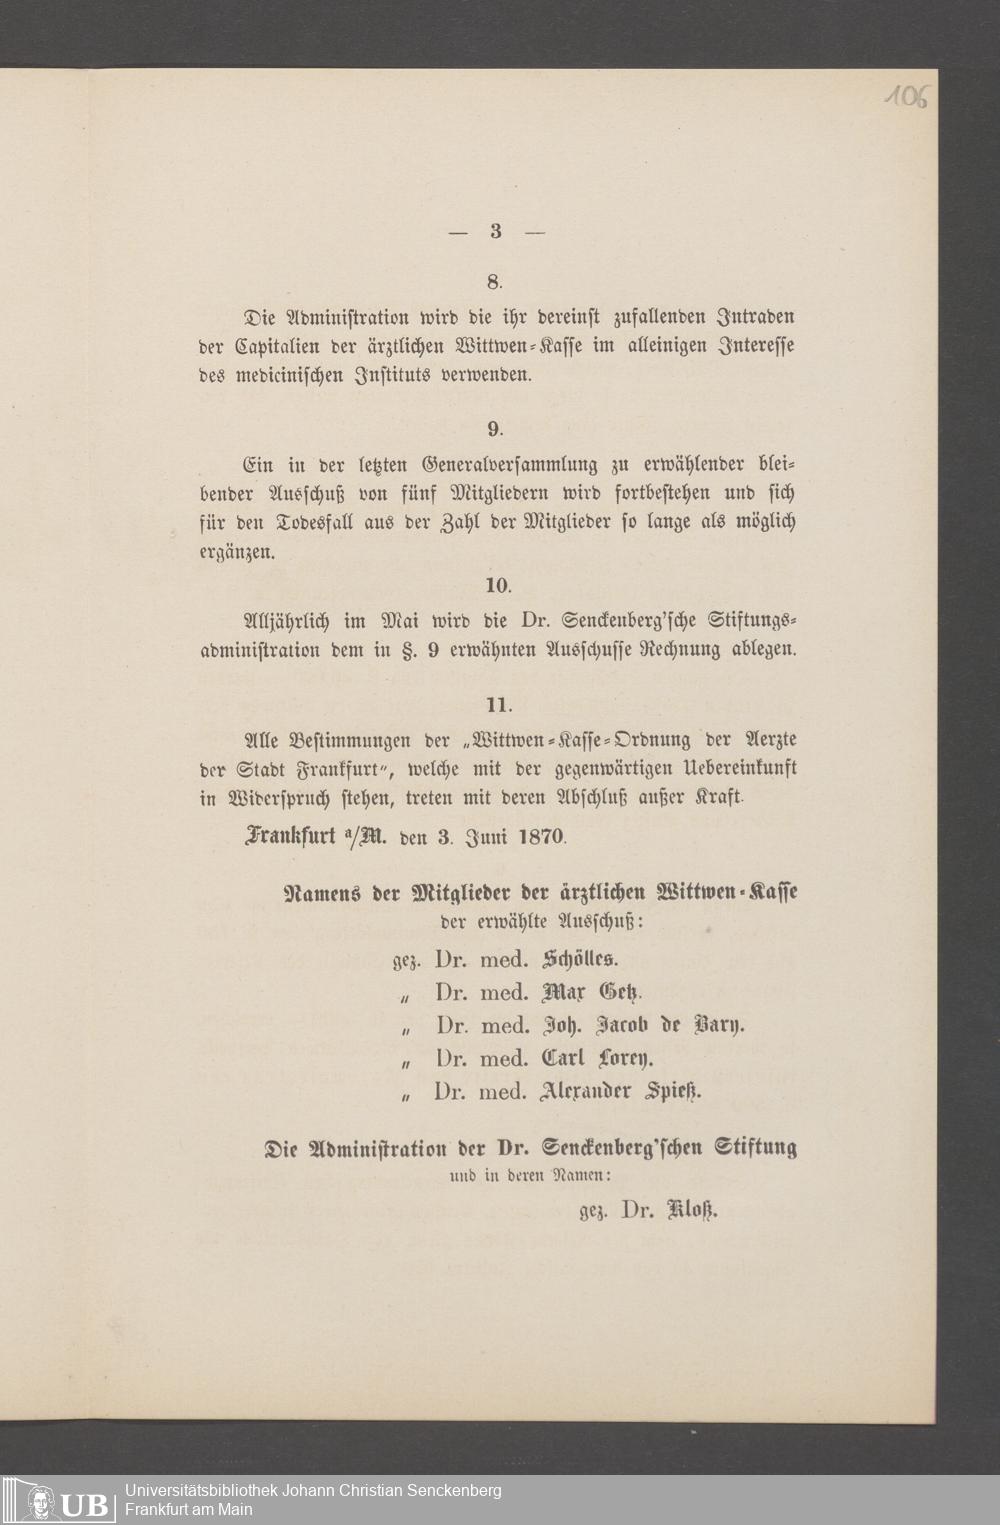 106
— 3 —
8.
Die Administration wird die ihr dereinst zufallenden Intraden
der Capitalien der ärztlichen Wittwen-Kasse im alleinigen Interesse
des medicinischen Instituts verwenden.
9.
Ein in der letzten Generalversammlung zu erwählender blei-
bender Ausschuß von fünf Mitgliedern wird fortbestehen und sich
für den Todesfall aus der Zahl der Mitglieder so lange als möglich
ergänzen.
10.
Alljährlich im Mai wird die Dr. Senckenberg'sche Stiftungs-
administration dem in §. 9 erwähnten Ausschusse Rechnung ablegen.
11.
Alle Bestimmungen der „Wittwen-Kasse-Ordnung der Aerzte
der Stadt Frankfurt“, welche mit der gegenwärtigen Uebereinkunft
in Widerspruch stehen, treten mit deren Abschluß außer Kraft.
Frankfurt a/M. den 3. Juni 1870.
Namens der Mitglieder der ärztlichen Wittwen-Kasse
der erwählte Ausschuß:
gez. Dr. med. Schölles.
„ Dr. med. Max Getz.
„ Dr. med. Joh. Jacob de Bary.
„ Dr. med. Carl Lorey.
„ Dr. med. Alexander Spieß.
Die Administration der Dr. Senckenberg'schen Stiftung
und in deren Namen:
gez. Dr. Kloß.
UB
Universitätsbibliothek Johann Christian Senckenberg
Frankfurt am Main